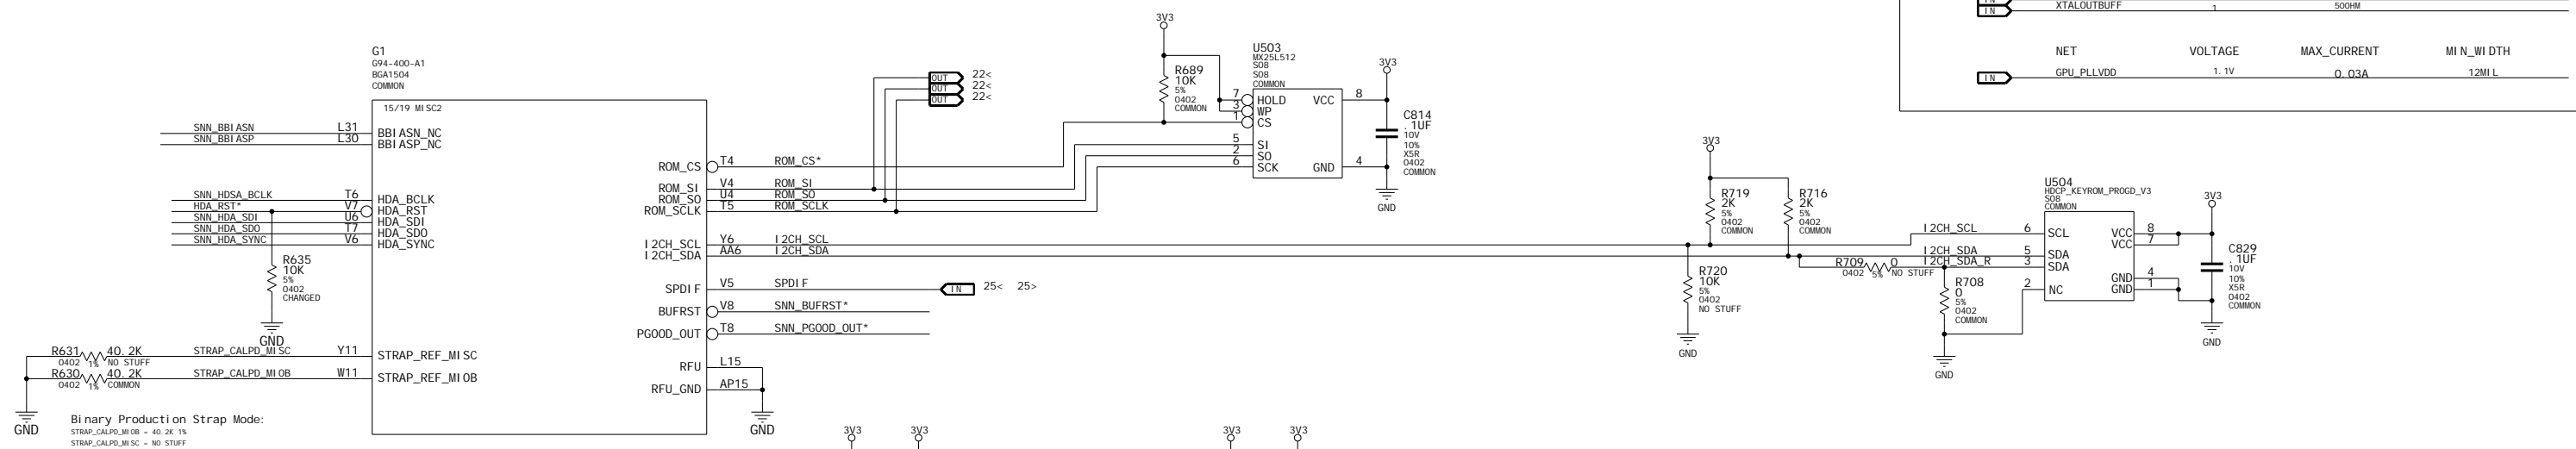 IN XTALOUTBUFF 1 50OHM
NET VOLTAGE MAX_CURRENT MIN_WIDTH
IN GPU_PLLVDD 1.1V 0.03A 12MIL
G1
G94-400-A1
BGA1504
COMMON
15/19 MISC2
SNN_BBIASN L31 BBIASN_NC
SNN_BBIASP L30 BBIASP_NC
SNN_HDSA_BCLK T6 HDA_BCLK
HDA_RST* V7 HDA_RST
SNN_HDA_SDI U6 HDA_SDI
SNN_HDA_SDO T7 HDA_SDO
SNN_HDA_SYNC V6 HDA_SYNC
R635
10K
5%
0402
CHANGED
GND
R631 40.2K STRAP_CALPD_MISC Y11 STRAP_REF_MISC
0402 1% NO STUFF
R630 40.2K STRAP_CALPD_MIOB W11 STRAP_REF_MIOB
0402 1% COMMON
GND
Binary Production Strap Mode:
STRAP_CALPD_MIOB - 40.2K 1%
STRAP_CALPD_MISC - NO STUFF
ROM_CS T4 ROM_CS*
ROM_SI V4 ROM_SI
ROM_SO U4 ROM_SO
ROM_SCLK T5 ROM_SCLK
I2CH_SCL Y6 I2CH_SCL
I2CH_SDA AA6 I2CH_SDA
SPDIF V5 SPDIF IN 25< 25>
BUFRST V8 SNN_BUFRST*
PGOOD_OUT T8 SNN_PGOOD_OUT*
RFU L15
RFU_GND AP15
GND
OUT 22<
OUT 22<
OUT 22<
3V3
R689
10K
5%
0402
COMMON
U503
MX25L512
SO8
SO8
COMMON
7 HOLD VCC 8
3 WP
1 CS
5 SI
2 SO
6 SCK GND 4
3V3
C814
.1UF
10V
10%
X5R
0402
COMMON
GND
3V3
R719
2K
5%
0402
COMMON
R716
2K
5%
0402
COMMON
R720
10K
5%
0402
NO STUFF
GND
U504
HDCP_KEYROM_PROGD_V3
SO8
COMMON
I2CH_SCL 6 SCL VCC 8
VCC 7
I2CH_SDA 5 SDA
R709 0 I2CH_SDA_R 3 SDA
0402 5% NO STUFF
GND 4
2 NC GND 1
R708
0
5%
0402
COMMON
GND
3V3
C829
.1UF
10V
10%
X5R
0402
COMMON
GND
3V3 3V3 3V3 3V3